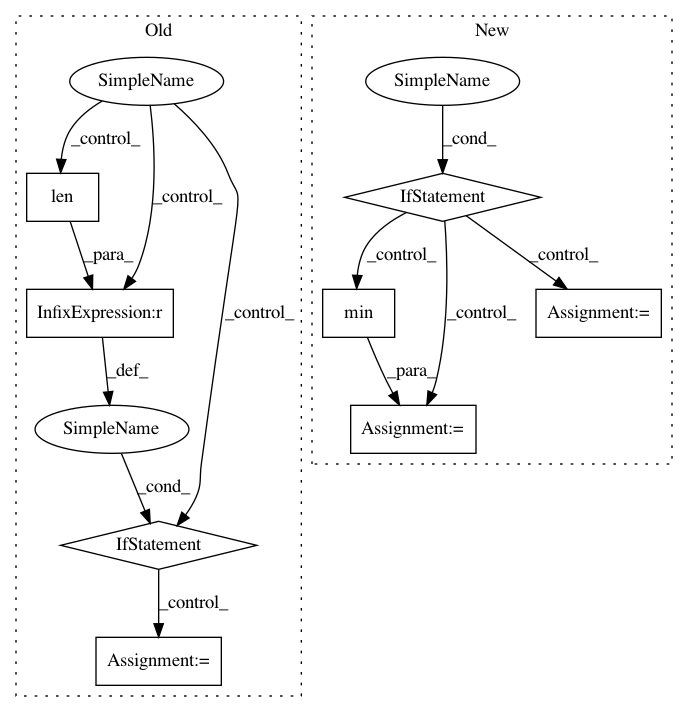 Old
New
SimpleName
SimpleName
_control_
_cond_
len
_control_
IfStatement
_para_
_control_
_control_
_control_
InfixExpression:r
min
_control_
Assignment:=
_def_
_para_
SimpleName
Assignment:=
_cond_
IfStatement
_control_
Assignment:=